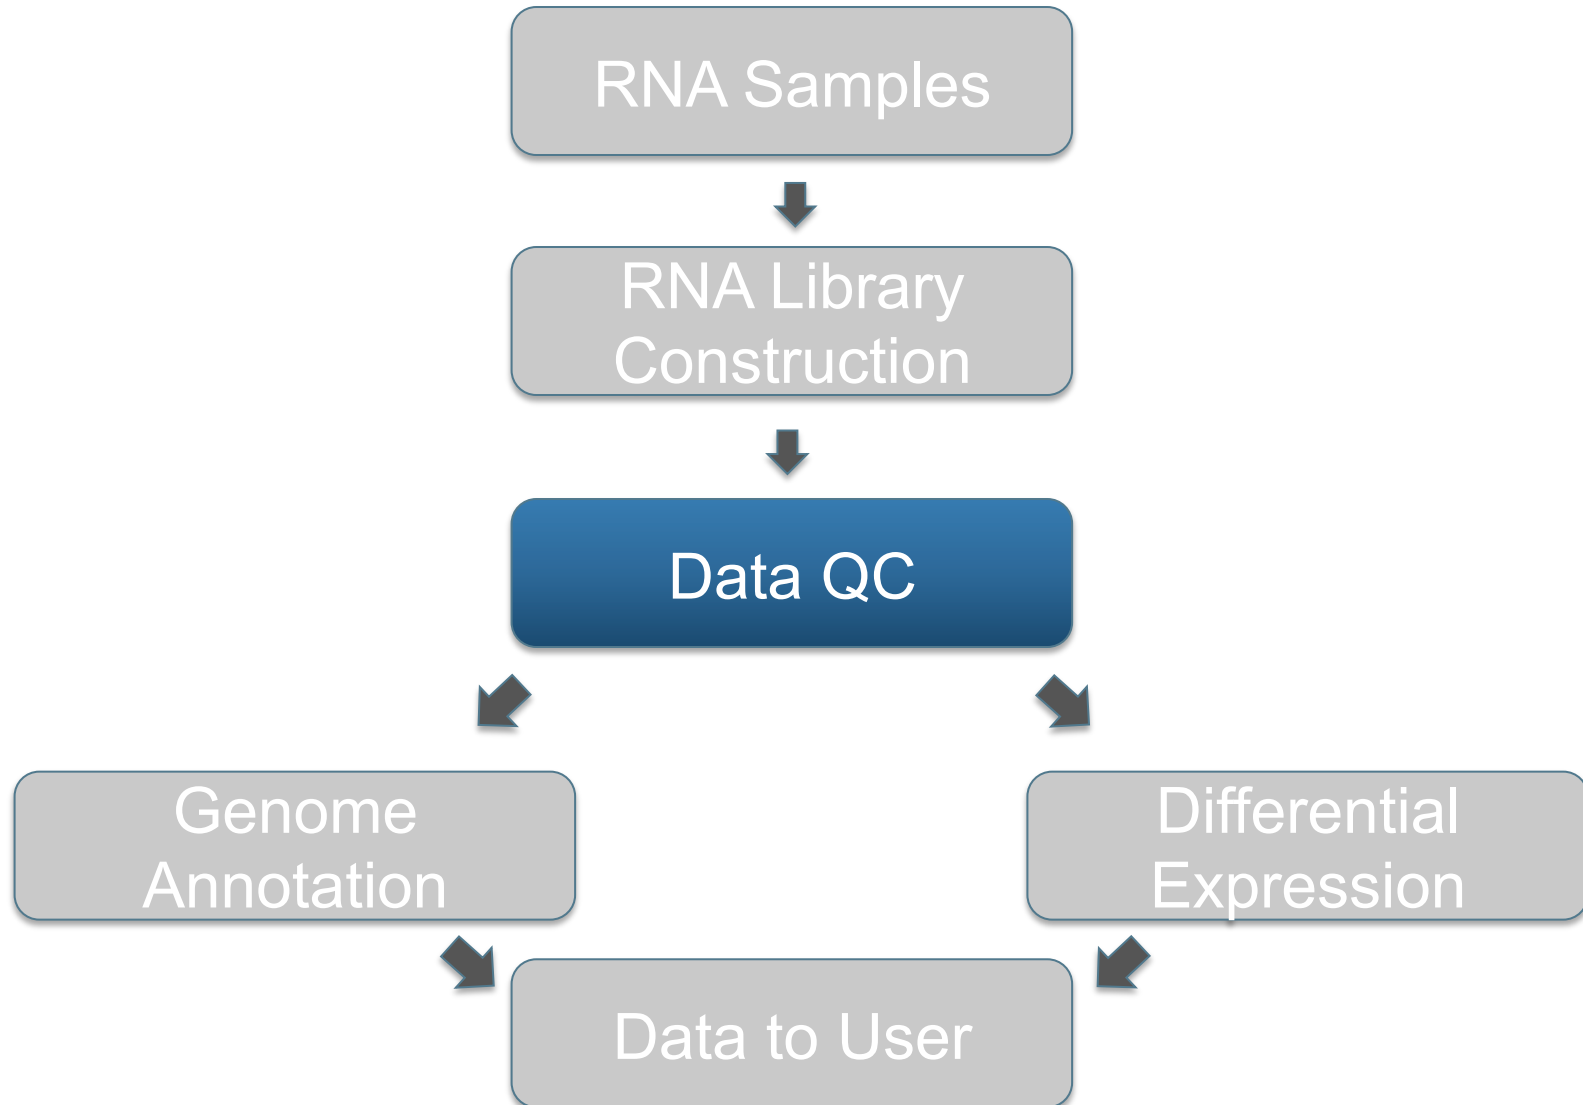 RNA Samples
RNA Library
Construction
Data QC
Genome
Annotation
Differential
Expression
Data to User